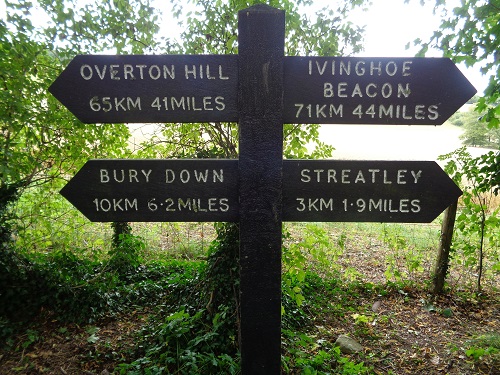 OVERTON HILL
65KM 41MILES
IVINGHOE
BEACON
71KM 44MILES
BURY DOWN
10KM 6·2MILES
STREATLEY
3KM 1·9MILES